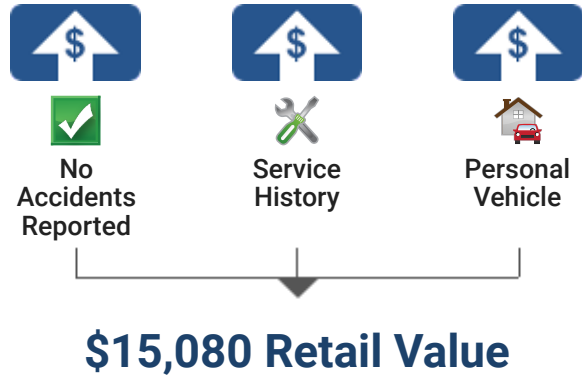 $ $ $
No Accidents Reported
Service History
Personal Vehicle
$15,080 Retail Value